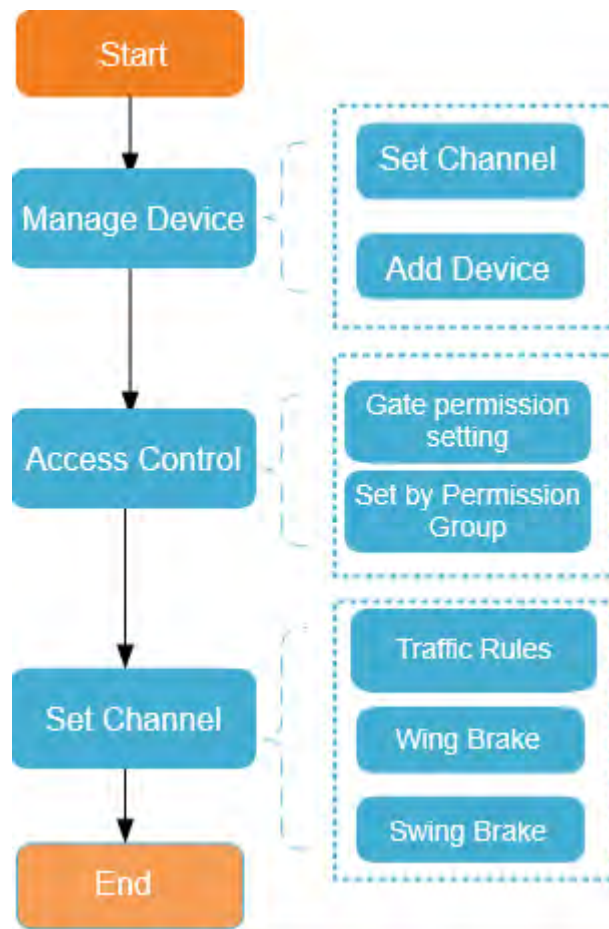 Start
Manage Device
Set Channel
Add Device
Access Control
Gate permission
setting
Set by Permission
Group
Set Channel
Traffic Rules
Wing Brake
Swing Brake
End